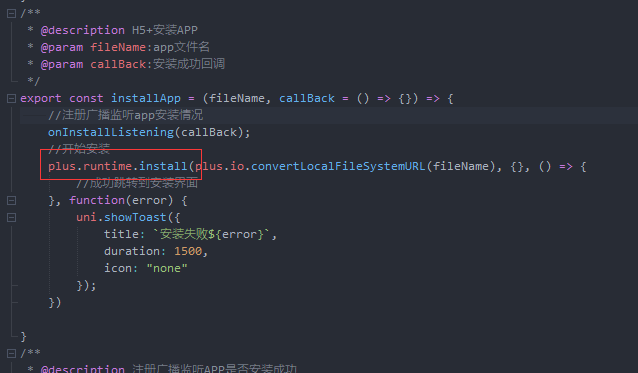 /**
* @description H5+安装APP
* @param fileName:app文件名
* @param callBack:安装成功回调
*/
export const installApp = (fileName, callBack = () => {}) => {
//注册广播监听app安装情况
onInstallListening(callBack);
//开始安装
plus.runtime.install(plus.io.convertLocalFileSystemURL(fileName), {}, () => {
//成功跳转到安装界面
}, function(error) {
uni.showToast({
title: `安装失败${error}`,
duration: 1500,
icon: "none"
});
})
}
/**
* @description 注册广播监听APP是否安装成功